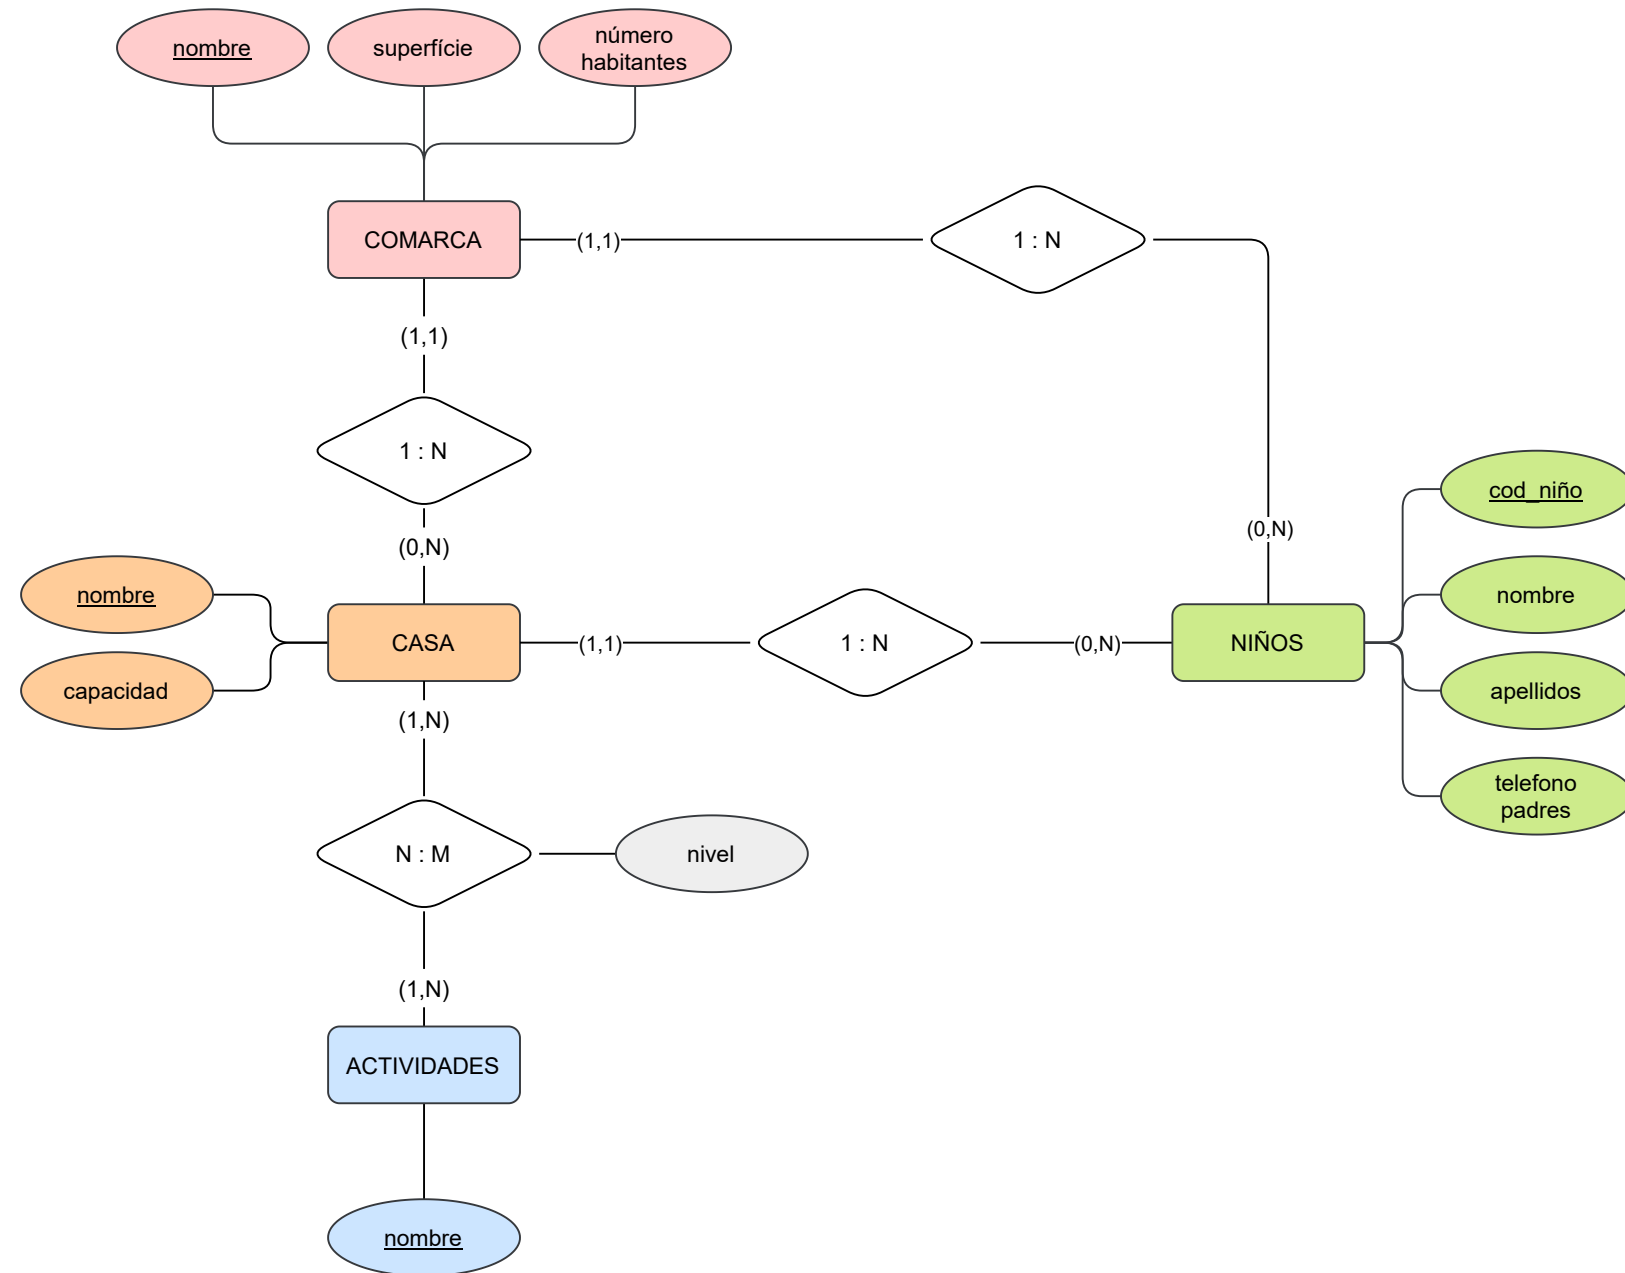 nombre
superfície
número
habitantes
COMARCA
(1,1)
1 : N
(1,1)
1 : N
(0,N)
(0,N)
cod_niño
nombre
nombre
CASA
(1,1)
1 : N
(0,N)
NIÑOS
capacidad
apellidos
(1,N)
telefono
padres
N : M
nivel
(1,N)
ACTIVIDADES
nombre